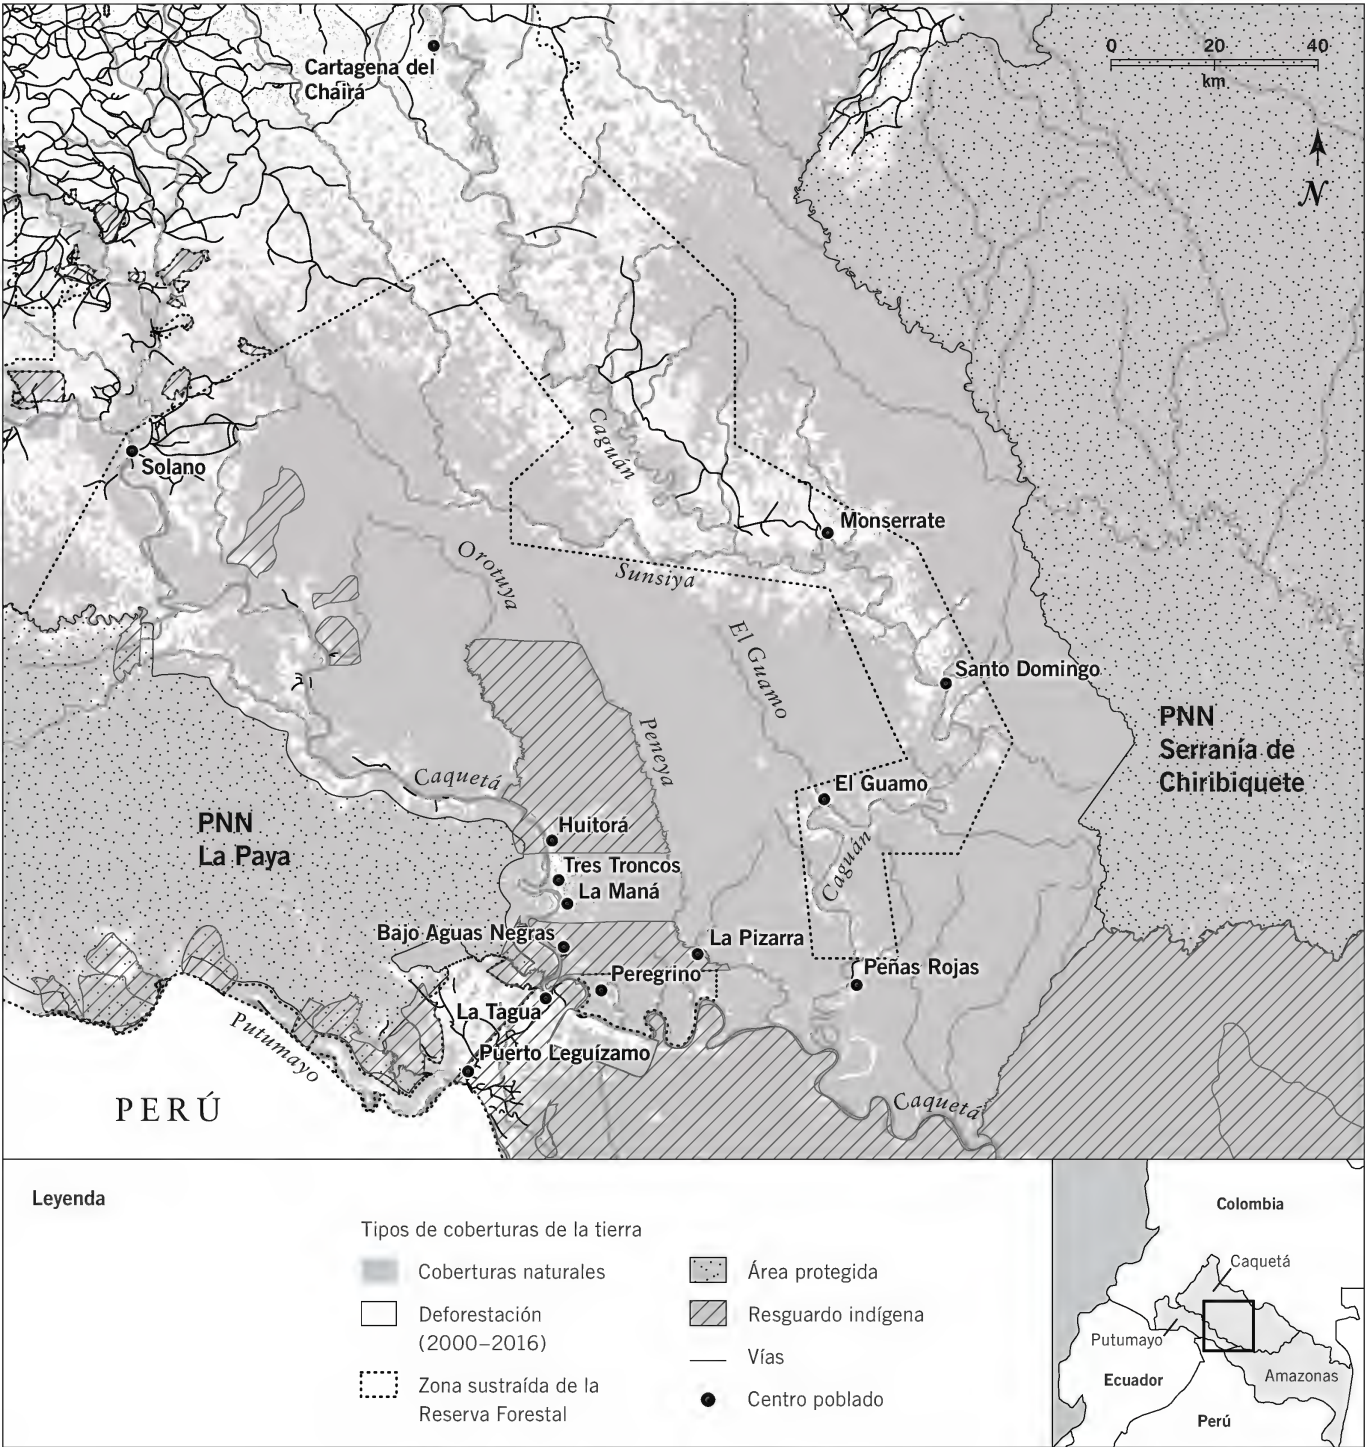 Cartagena del
Cháirá
0 20 40
km
N
Solano
Caguán
Monserrate
Orotuya
Sunsiya
El Guamo
Santo Domingo
PNN
Serranía de
Chiribiquete
Peneya
Caquetá
El Guamo
PNN
La Paya
Huitorá
Tres Troncos
La Maná
Caguán
Bajo Aguas Negras
La Pizarra
Peregrino
Peñas Rojas
La Tagua
Putumayo
Puerto Leguízamo
PERÚ
Caquetá
Leyenda
Tipos de coberturas de la tierra
Coberturas naturales
Deforestación
(2000–2016)
Zona sustraída de la
Reserva Forestal
Área protegida
Resguardo indígena
Vías
Centro poblado
Colombia
Caquetá
Putumayo
Ecuador
Amazonas
Perú